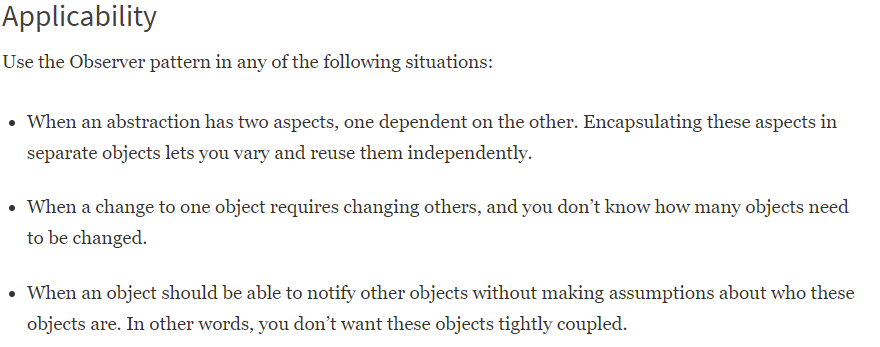 Applicability
Use the Observer pattern in any of the following situations:
• When an abstraction has two aspects, one dependent on the other. Encapsulating these aspects in
separate objects lets you vary and reuse them independently.
• When a change to one object requires changing others, and you don’t know how many objects need
to be changed.
• When an object should be able to notify other objects without making assumptions about who these
objects are. In other words, you don’t want these objects tightly coupled.